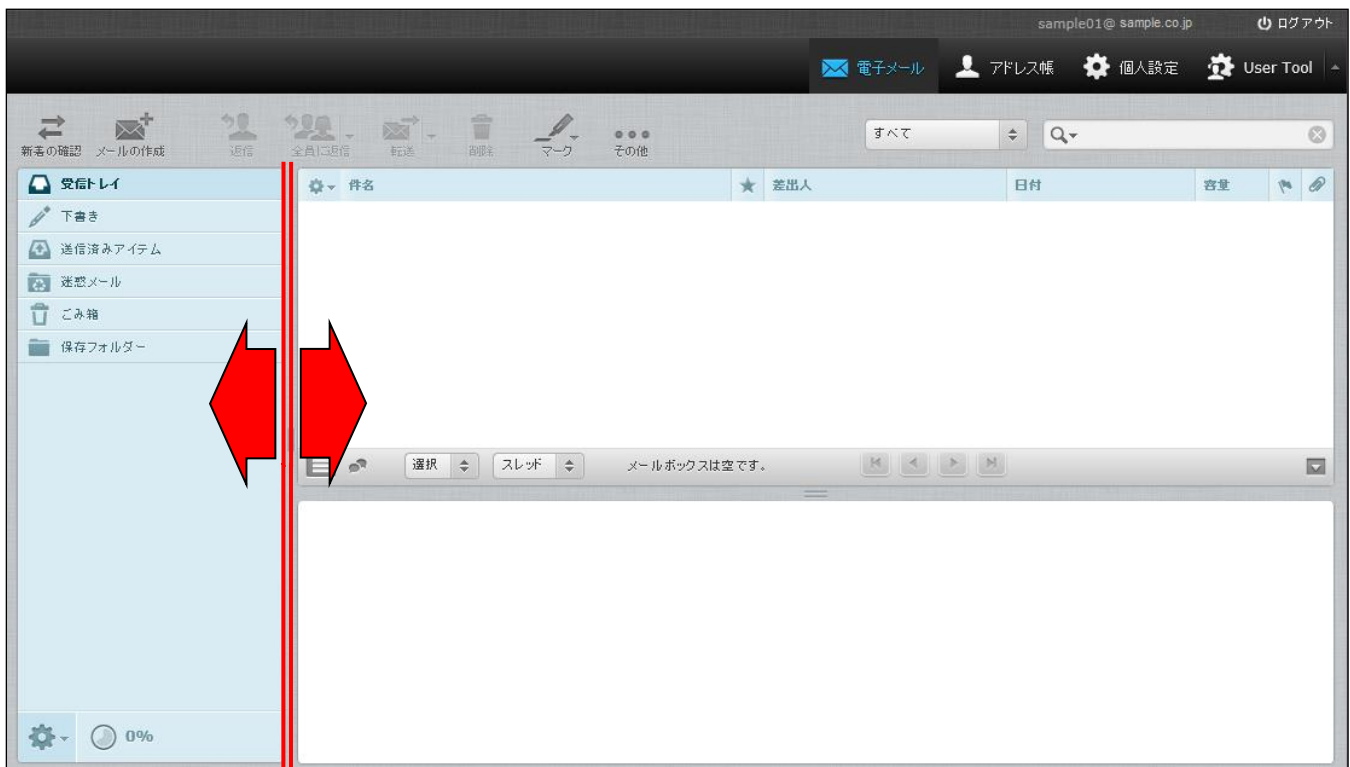 sample01@ sample.co.jp ログアウト
電子メール アドレス帳 個人設定 User Tool
新着の確認 メールの作成 返信 全員に返信 転送 削除 マーク その他
すべて
受信トレイ
下書き
送信済みアイテム
迷惑メール
ごみ箱
保存フォルダー
件名 差出人 日付 容量
選択 スレッド メールボックスは空です。
0%